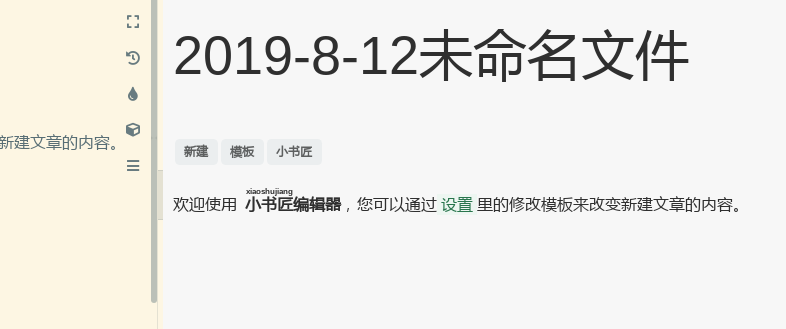 2019-8-12未命名文件
新建文章的内容。
新建 模板 小书匠
xiaoshujiang
欢迎使用 小书匠编辑器，您可以通过 设置 里的修改模板来改变新建文章的内容。